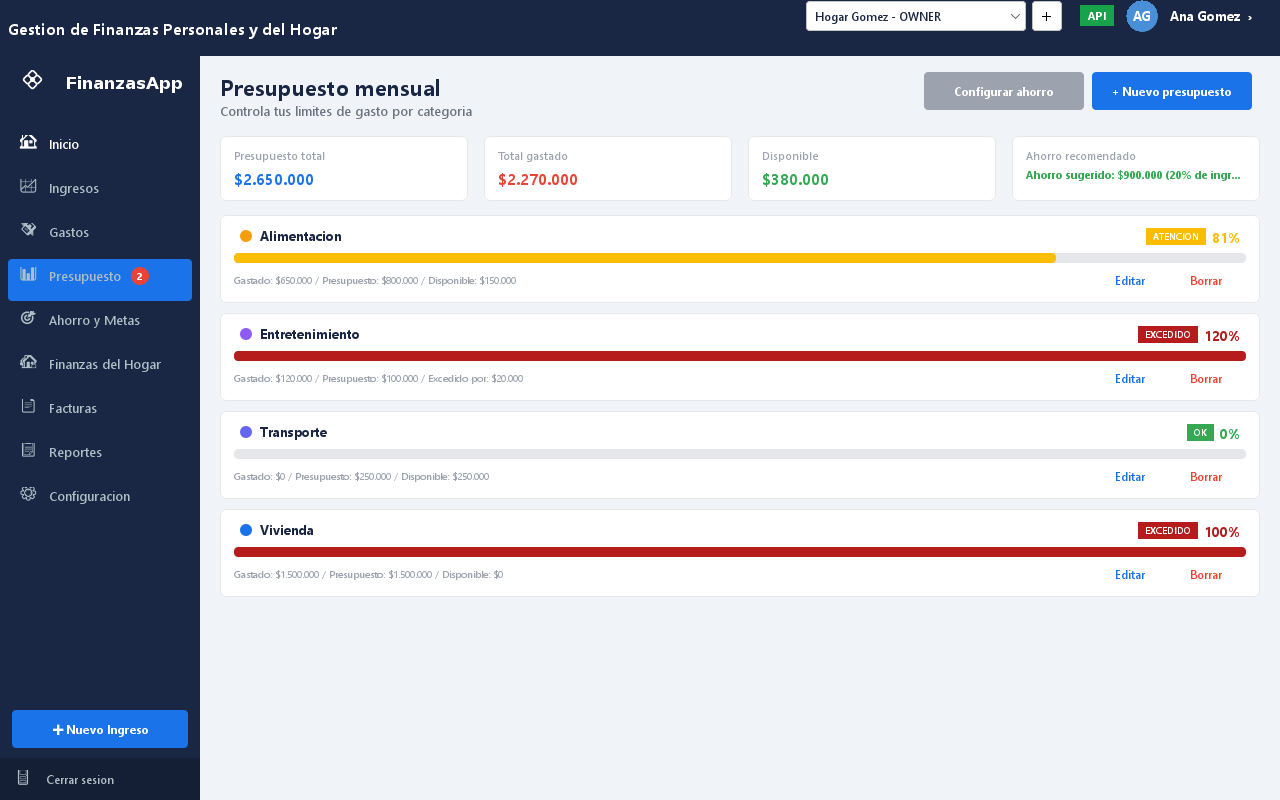 Gestion de Finanzas Personales y del Hogar
Hogar Gomez - OWNER
+
API
AG
Ana Gomez ›
FinanzasApp
Inicio
Ingresos
Gastos
Presupuesto 2
Ahorro y Metas
Finanzas del Hogar
Facturas
Reportes
Configuracion
+ Nuevo Ingreso
Cerrar sesion
Presupuesto mensual
Controla tus limites de gasto por categoria
Configurar ahorro
+ Nuevo presupuesto
Presupuesto total
$2.650.000
Total gastado
$2.270.000
Disponible
$380.000
Ahorro recomendado
Ahorro sugerido: $900.000 (20% de ingr...
Alimentacion
ATENCION 81%
Gastado: $650.000 / Presupuesto: $800.000 / Disponible: $150.000
Editar
Borrar
Entretenimiento
EXCEDIDO 120%
Gastado: $120.000 / Presupuesto: $100.000 / Excedido por: $20.000
Editar
Borrar
Transporte
OK 0%
Gastado: $0 / Presupuesto: $250.000 / Disponible: $250.000
Editar
Borrar
Vivienda
EXCEDIDO 100%
Gastado: $1.500.000 / Presupuesto: $1.500.000 / Disponible: $0
Editar
Borrar